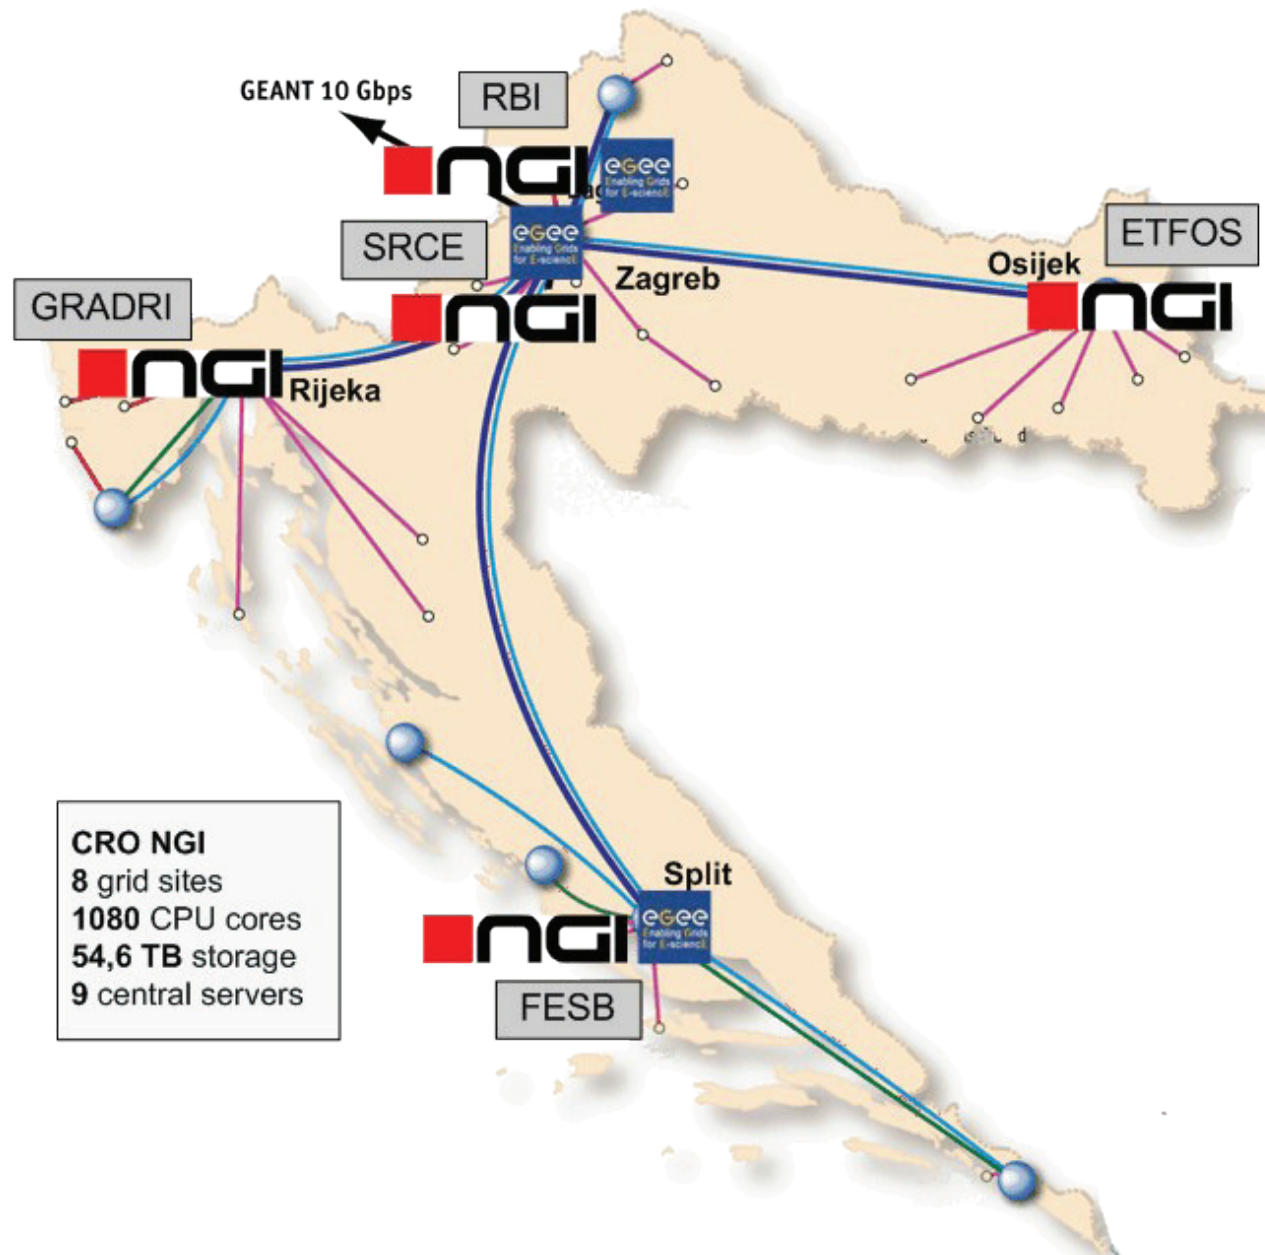 RBI
GEANT 10 Gbps
nGI
eGee
Enabling Grids
for E-sciencE
ETFOS
SRCE
eGee
Enabling Grids
for E-sciencE
Osijek
Zagreb
GRADRI
nGI
nGI
nGI
Rijeka
CRO NGI
8 grid sites
1080 CPU cores
54,6 TB storage
9 central servers
Split
nGI
eGee
Enabling Grids
for E-sciencE
FESB